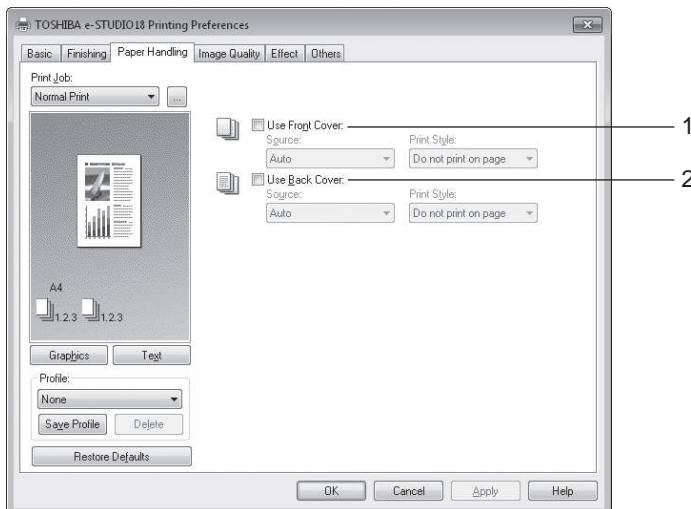 TOSHIBA e-STUDIO18 Printing Preferences
Basic Finishing Paper Handling Image Quality Effect Others
Print Job:
Normal Print ...
A4
1.2.3 1.2.3
Graphics Text
Profile:
None
Save Profile Delete
Restore Defaults
Use Front Cover: 1
Source: Print Style:
Auto Do not print on page
Use Back Cover: 2
Source: Print Style:
Auto Do not print on page
OK Cancel Apply Help